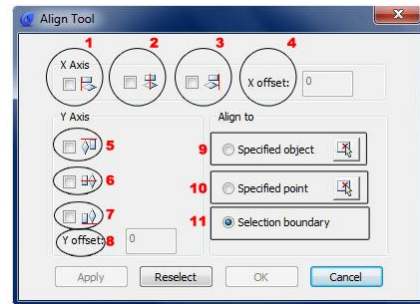 Align Tool
1 2 3 4
X Axis
X offset: 0
Y Axis
Align to
5
9 Specified object
6
10 Specified point
7
11 Selection boundary
Y offset: 8 0
Apply Reselect OK Cancel